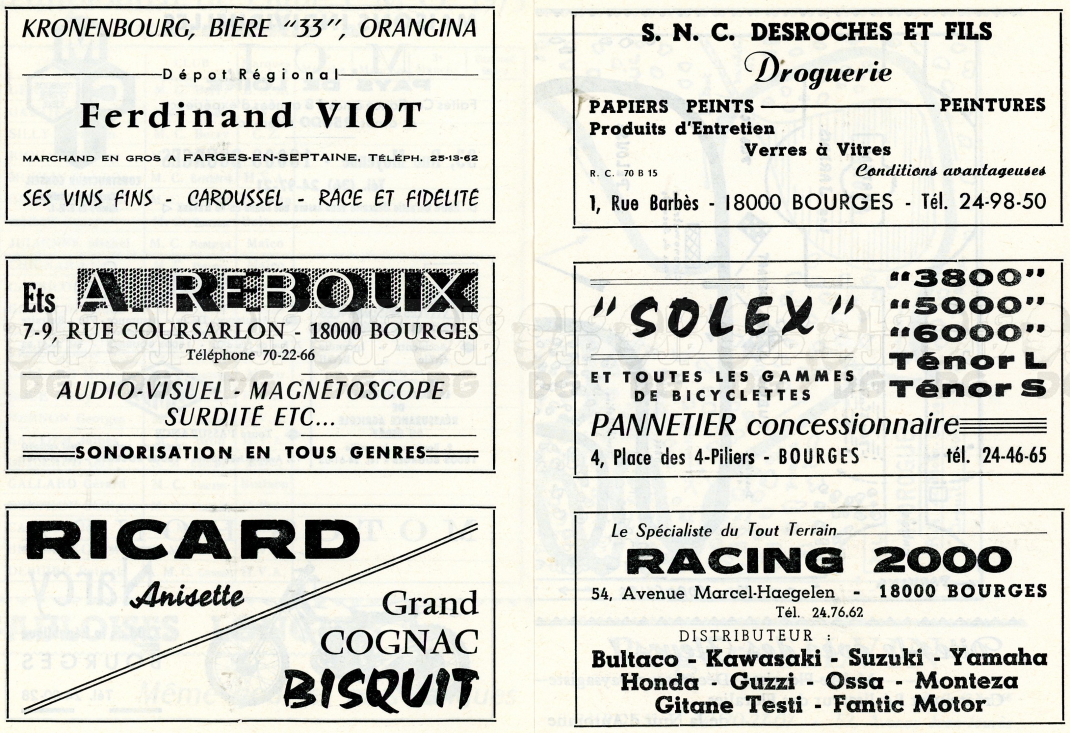 KRONENBOURG, BIÈRE “33”, ORANGINA
Dépot Régional
Ferdinand VIOT
MARCHAND EN GROS A FARGES-EN-SEPTAINE, TÉLÉPH. 25-13-62
SES VINS FINS - CAROUSSEL - RACE ET FIDÉLITÉ
Ets A REBOUX
7-9, RUE COURSARLON - 18000 BOURGES
Téléphone 70-22-66
AUDIO-VISUEL - MAGNÉTOSCOPE
SURDITÉ ETC...
SONORISATION EN TOUS GENRES
RICARD
Anisette
Grand
COGNAC
BISQUIT
S. N. C. DESROCHES ET FILS
Droguerie
PAPIERS PEINTS PEINTURES
Produits d'Entretien
Verres à Vitres
R. C. 70 B 15 Conditions avantageuses
1, Rue Barbès - 18000 BOURGES - Tél. 24-98-50
“SOLEX”
“3800”
“5000”
“6000”
Ténor L
Ténor S
ET TOUTES LES GAMMES
DE BICYCLETTES
PANNETIER concessionnaire
4, Place des 4-Piliers - BOURGES tél. 24-46-65
Le Spécialiste du Tout Terrain
RACING 2000
54, Avenue Marcel-Haegelen - 18000 BOURGES
Tél. 24.76.62
DISTRIBUTEUR :
Bultaco - Kawasaki - Suzuki - Yamaha
Honda - Guzzi - Ossa - Monteza
Gitane Testi - Fantic Motor